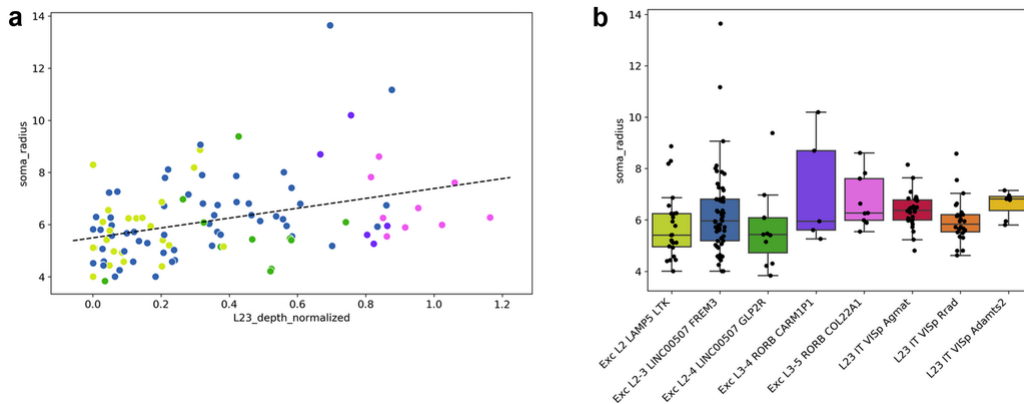 a
14
12
10
8
6
4
soma_radius
0.0 0.2 0.4 0.6 0.8 1.0 1.2
L23_depth_normalized
b
14
12
10
8
6
4
soma_radius
Exc L2 LAMP5 LTK
Exc L2-3 LINC00507 FREM3
Exc L2-4 LINC00507 GLP2R
Exc L3-4 RORB CARM1P1
Exc L3-5 RORB COL22A1
L23 IT VISp Agmat
L23 IT VISp Rrad
L23 IT VISp Adamts2